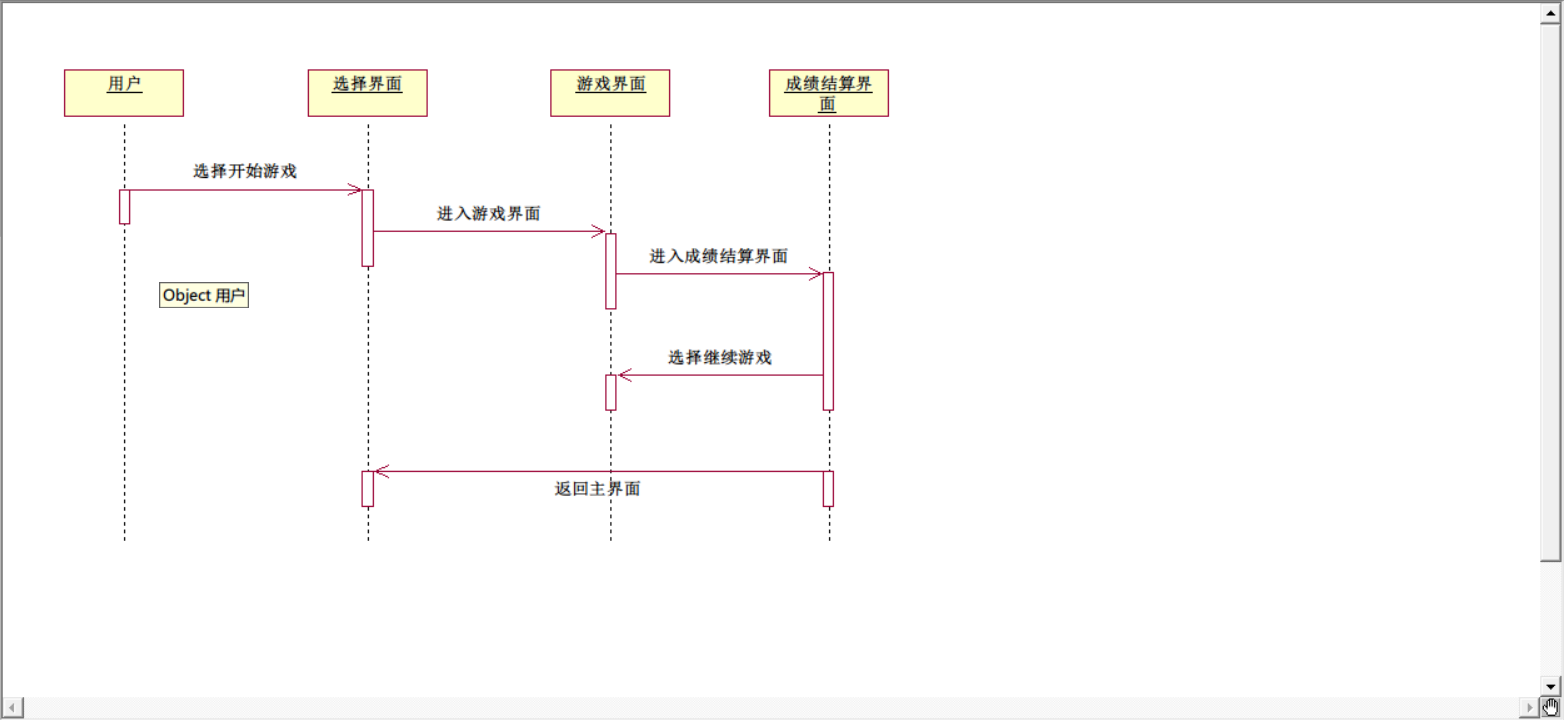 用户
选择界面
游戏界面
成绩结算界
面
选择开始游戏
进入游戏界面
进入成绩结算界面
Object 用户
选择继续游戏
返回主界面